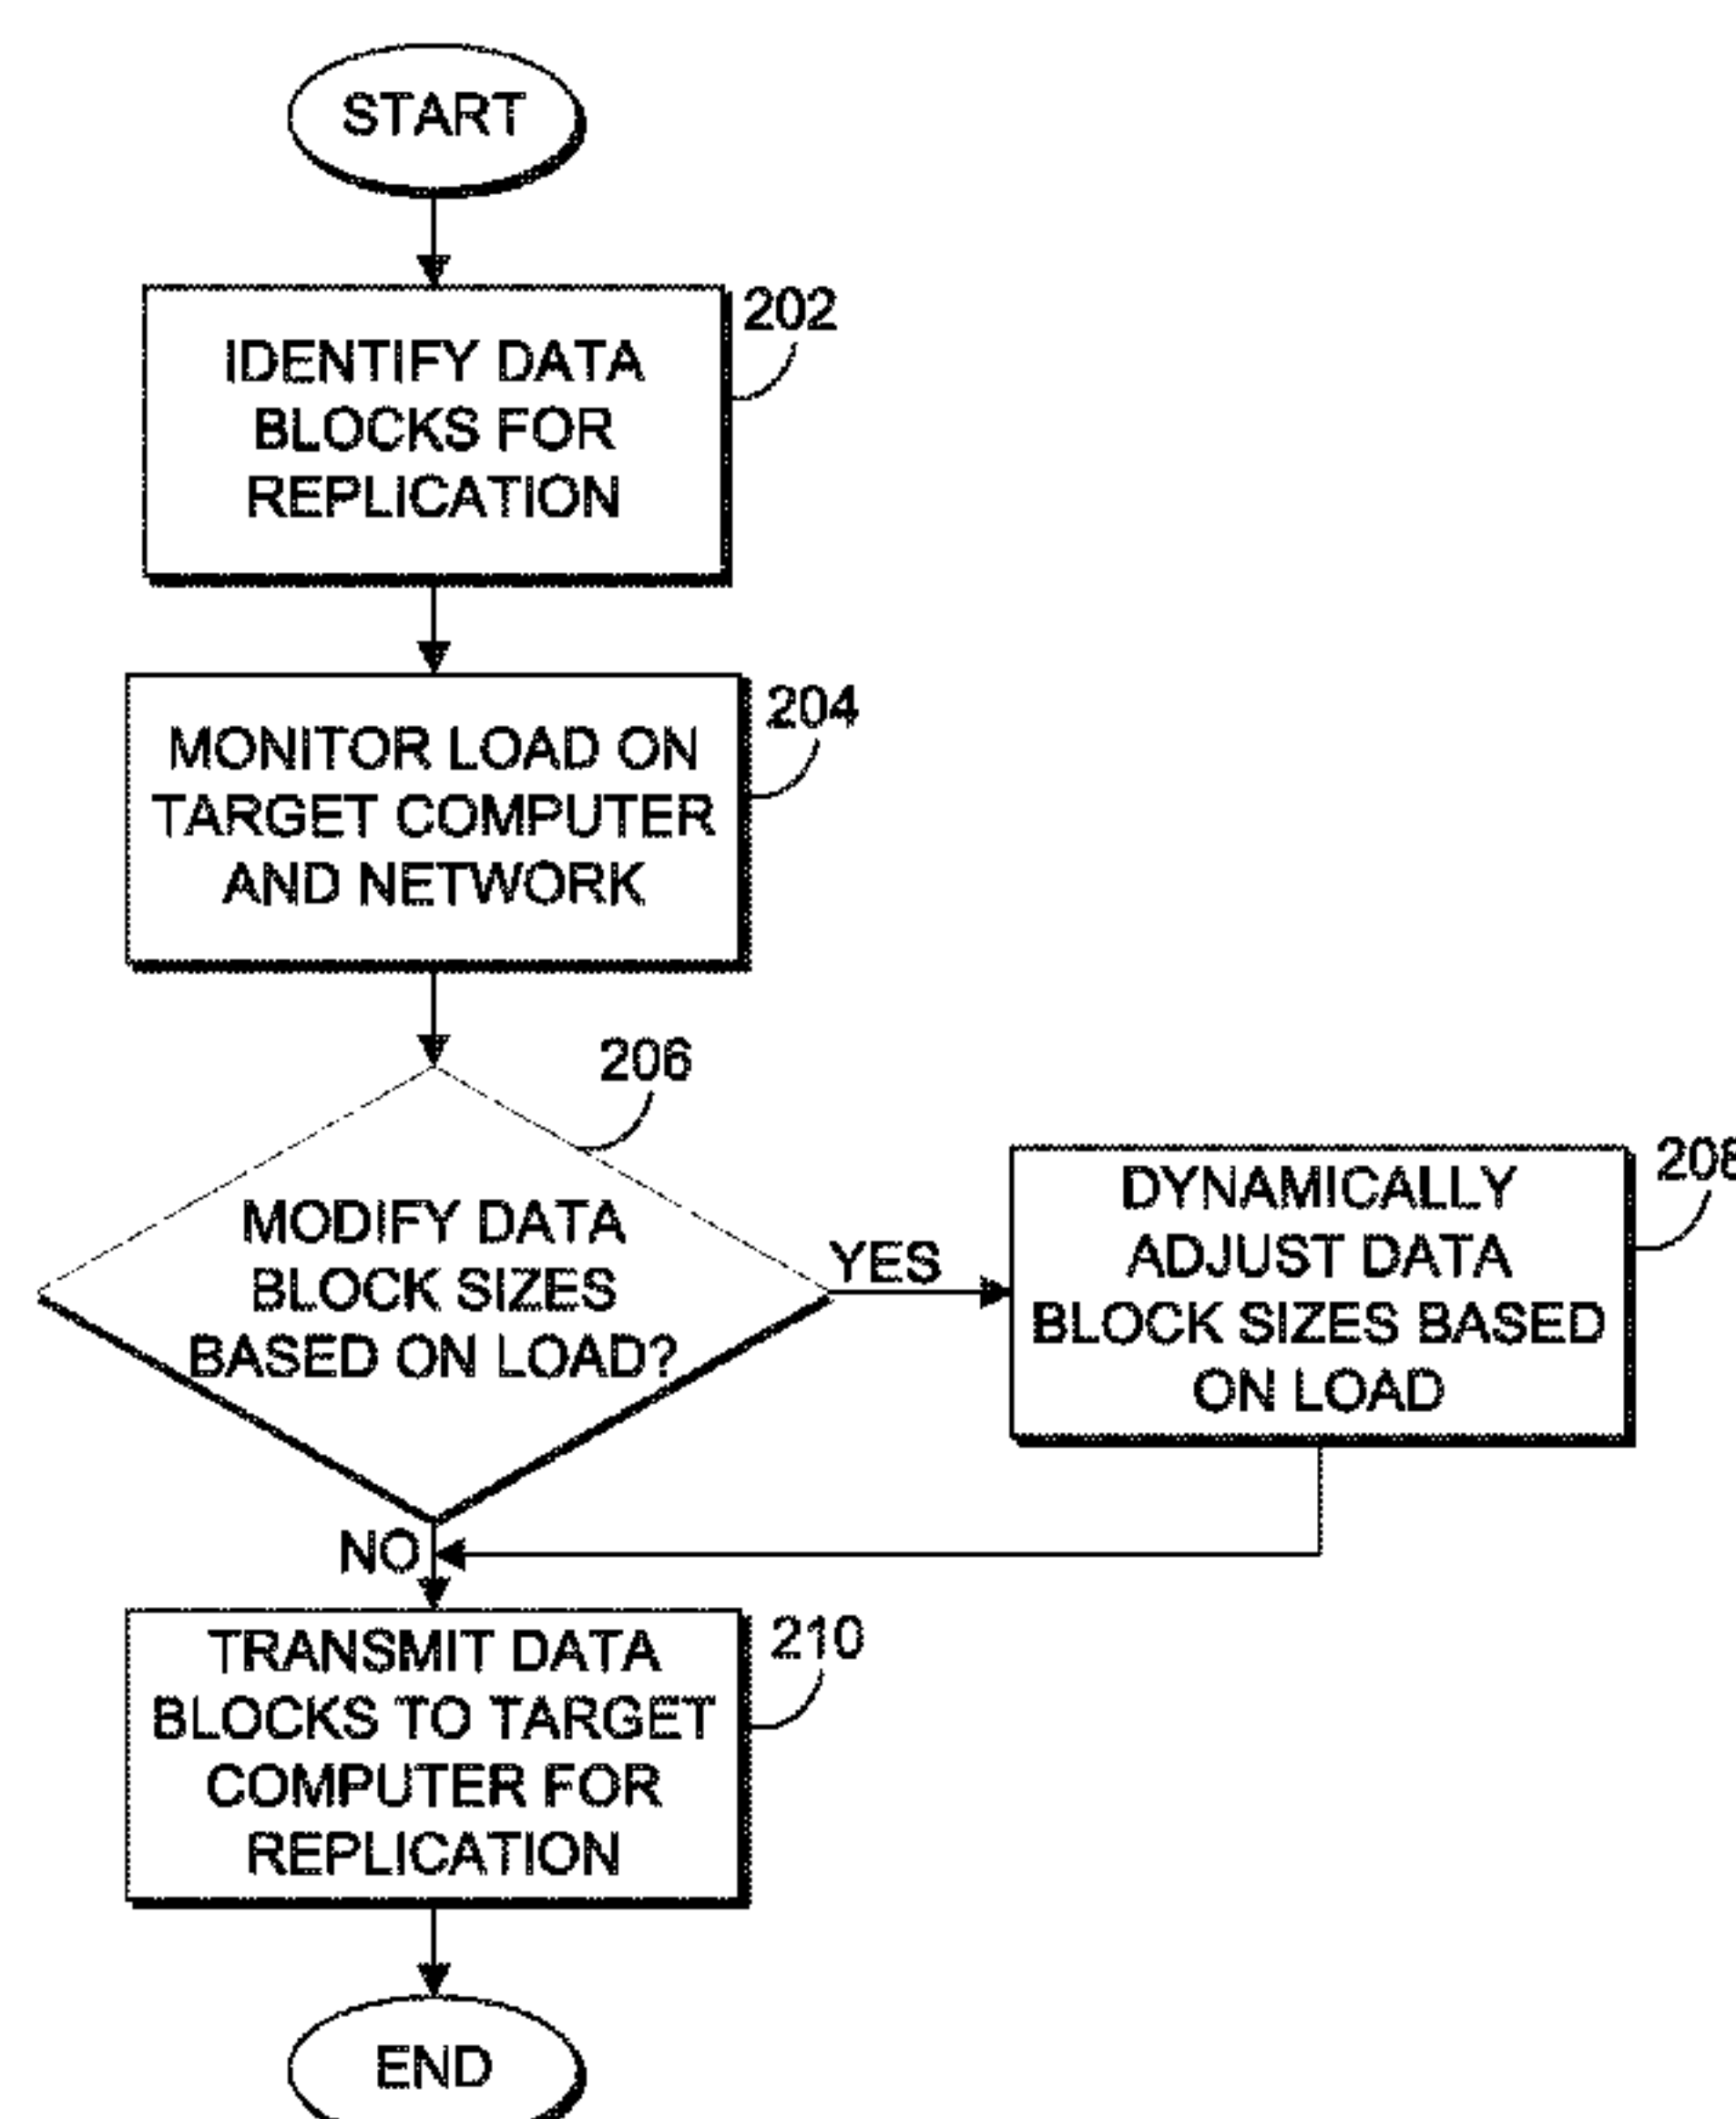 START
202
IDENTIFY DATA
BLOCKS FOR
REPLICATION
204
MONITOR LOAD ON
TARGET COMPUTER
AND NETWORK
206
MODIFY DATA
BLOCK SIZES
BASED ON LOAD?
YES
208
DYNAMICALLY
ADJUST DATA
BLOCK SIZES BASED
ON LOAD
NO
210
TRANSMIT DATA
BLOCKS TO TARGET
COMPUTER FOR
REPLICATION
END